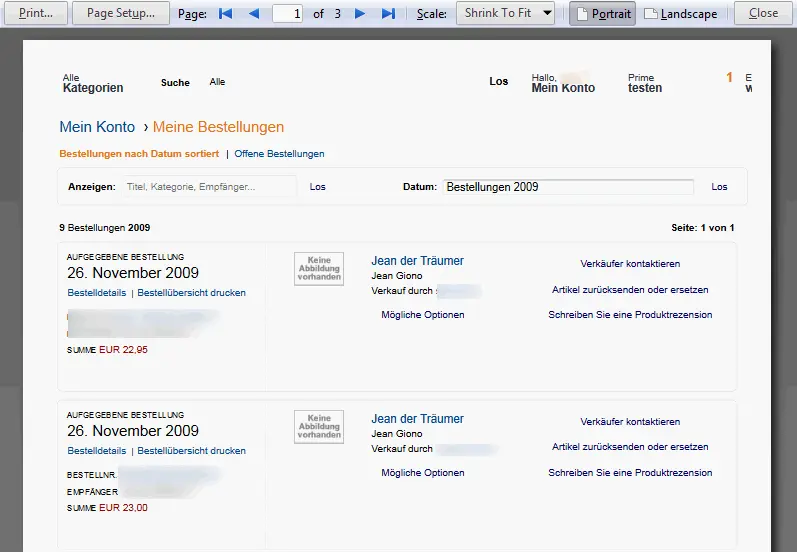 Print... Page Setup... Page: 1 of 3 Scale: Shrink To Fit Portrait Landscape Close
Alle
Kategorien
Suche Alle
Los
Hallo,
Mein Konto
Prime
testen
1
E
w
Mein Konto › Meine Bestellungen
Bestellungen nach Datum sortiert | Offene Bestellungen
Anzeigen: Titel, Kategorie, Empfänger... Los Datum: Bestellungen 2009 Los
9 Bestellungen 2009 Seite: 1 von 1
AUFGEGEBENE BESTELLUNG
26. November 2009
Bestelldetails | Bestellübersicht drucken
SUMME EUR 22,95
Keine
Abbildung
vorhanden
Jean der Träumer
Jean Giono
Verkauf durch
Mögliche Optionen
Verkäufer kontaktieren
Artikel zurücksenden oder ersetzen
Schreiben Sie eine Produktrezension
AUFGEGEBENE BESTELLUNG
26. November 2009
Bestelldetails | Bestellübersicht drucken
BESTELLNR.
EMPFÄNGER
SUMME EUR 23,00
Keine
Abbildung
vorhanden
Jean der Träumer
Jean Giono
Verkauf durch
Mögliche Optionen
Verkäufer kontaktieren
Artikel zurücksenden oder ersetzen
Schreiben Sie eine Produktrezension